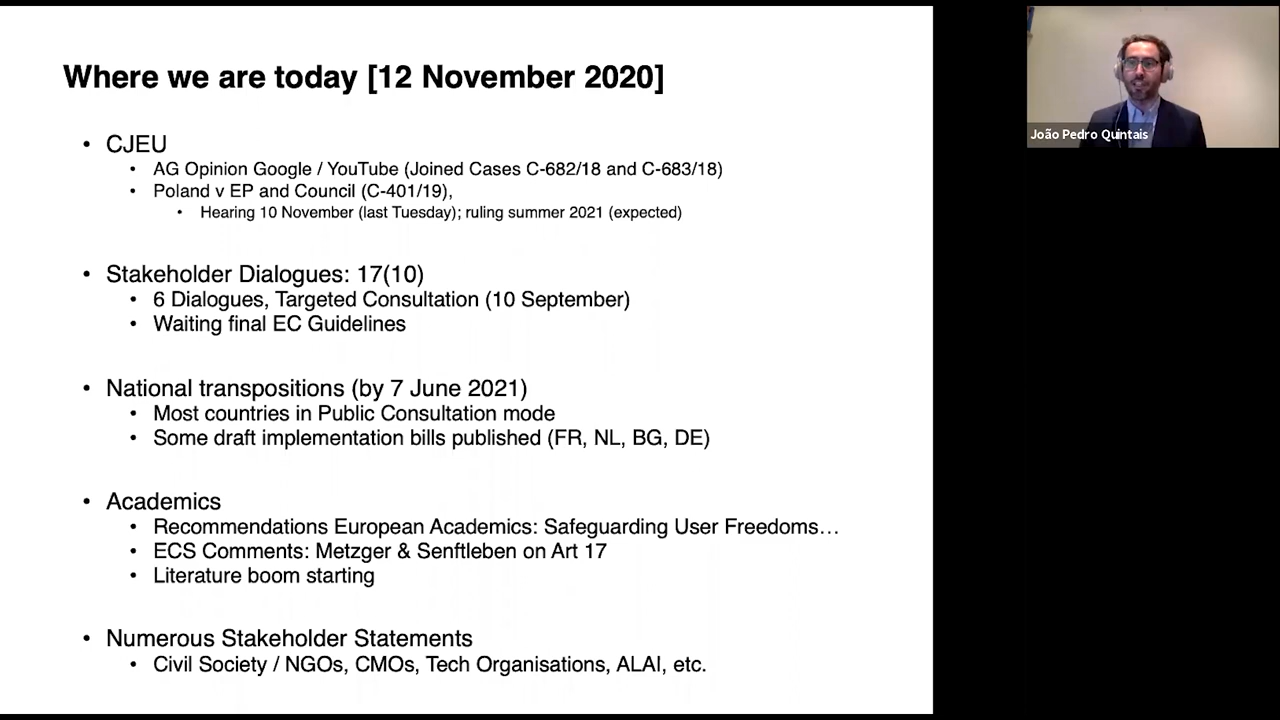 Where we are today [12 November 2020]
• CJEU
• AG Opinion Google / YouTube (Joined Cases C-682/18 and C-683/18)
• Poland v EP and Council (C-401/19),
• Hearing 10 November (last Tuesday); ruling summer 2021 (expected)
• Stakeholder Dialogues: 17(10)
• 6 Dialogues, Targeted Consultation (10 September)
• Waiting final EC Guidelines
• National transpositions (by 7 June 2021)
• Most countries in Public Consultation mode
• Some draft implementation bills published (FR, NL, BG, DE)
• Academics
• Recommendations European Academics: Safeguarding User Freedoms…
• ECS Comments: Metzger & Senftleben on Art 17
• Literature boom starting
• Numerous Stakeholder Statements
• Civil Society / NGOs, CMOs, Tech Organisations, ALAI, etc.
João Pedro Quintais